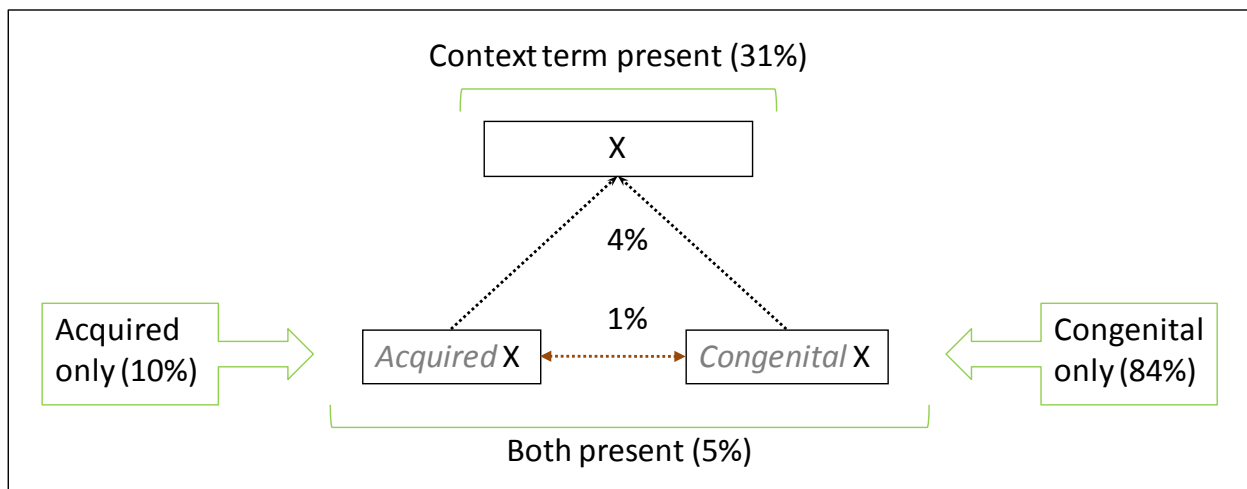 Context term present (31%)
X
4%
1%
Acquired
only (10%)
Acquired X
Congenital X
Congenital
only (84%)
Both present (5%)